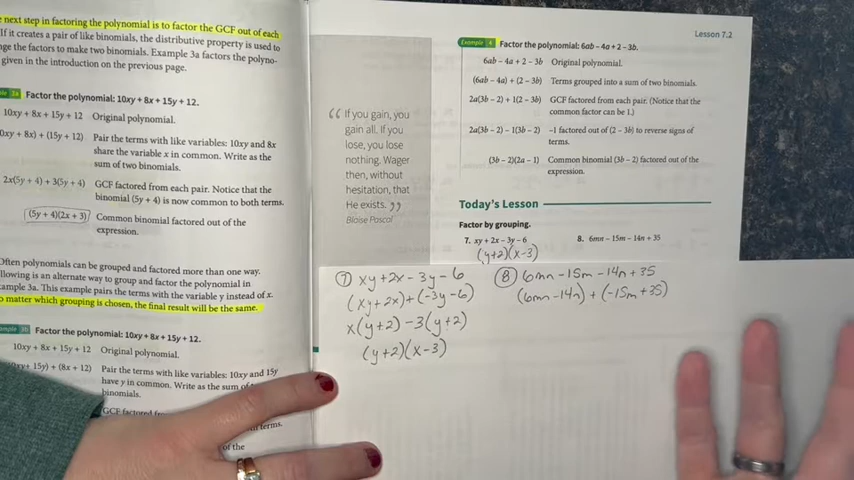 next step in factoring the polynomial is to factor the GCF out of each
If it creates a pair of like binomials, the distributive property is used to
the factors to make two binomials. Example 3a factors the polyno-
given in the introduction on the previous page.
Factor the polynomial: 10xy + 8x + 15y + 12.
10xy + 8x + 15y + 12 Original polynomial.
0xy + 8x) + (15y + 12) Pair the terms with like variables: 10xy and 8x
share the variable x in common. Write as the
sum of two binomials.
2x(5y + 4) + 3(5y + 4) GCF factored from each pair. Notice that the
binomial (5y + 4) is now common to both terms.
(5y + 4)(2x + 3) Common binomial factored out of the
expression.
Often polynomials can be grouped and factored more than one way.
following is an alternate way to group and factor the polynomial in
ample 3a. This example pairs the terms with the variable y instead of x.
o matter which grouping is chosen, the final result will be the same.
Factor the polynomial: 10xy + 8x + 15y + 12.
10xy + 8x + 15y + 12 Original polynomial.
0xy + 15y) + (8x + 12) Pair the terms with like variables: 10xy and 15y
have y in common. Write as the sum of
binomials.
GCF factored
terms.
of the
“ If you gain, you
gain all. If you
lose, you lose
nothing. Wager
then, without
hesitation, that
He exists. ”
Blaise Pascal
Lesson 7.2
Example 4 Factor the polynomial: 6ab – 4a + 2 – 3b.
6ab – 4a + 2 – 3b Original polynomial.
(6ab – 4a) + (2 – 3b) Terms grouped into a sum of two binomials.
2a(3b – 2) + 1(2 – 3b) GCF factored from each pair. (Notice that the
common factor can be 1.)
2a(3b – 2) – 1(3b – 2) –1 factored out of (2 – 3b) to reverse signs of
terms.
(3b – 2)(2a – 1) Common binomial (3b – 2) factored out of the
expression.
Today's Lesson
Factor by grouping.
7. xy + 2x – 3y – 6 8. 6mn – 15m – 14n + 35
(y+2)(x-3)
⑦ xy+2x-3y-6
(xy+2x)+(-3y-6)
x(y+2)-3(y+2)
(y+2)(x-3)
⑧ 6mn-15m-14n+35
(6mn-14n)+(-15m+35)